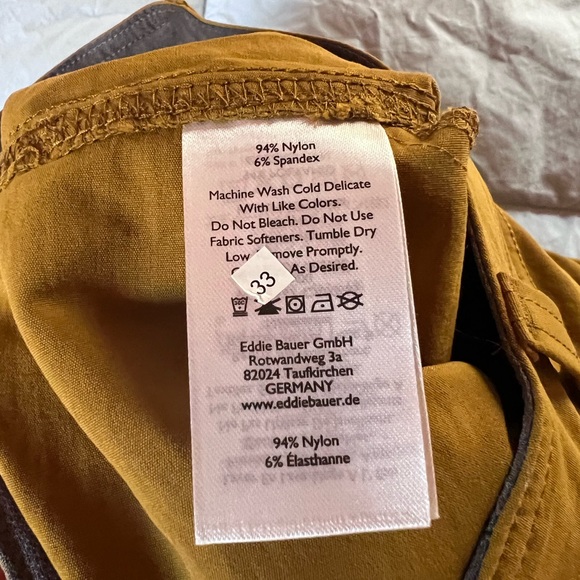 94% Nylon
6% Spandex
Machine Wash Cold Delicate
With Like Colors.
Do Not Bleach. Do Not Use
Fabric Softeners. Tumble Dry
Low. Remove Promptly.
As Desired.
33
Eddie Bauer GmbH
Rotwandweg 3a
82024 Taufkirchen
GERMANY
www.eddiebauer.de
94% Nylon
6% Élasthanne